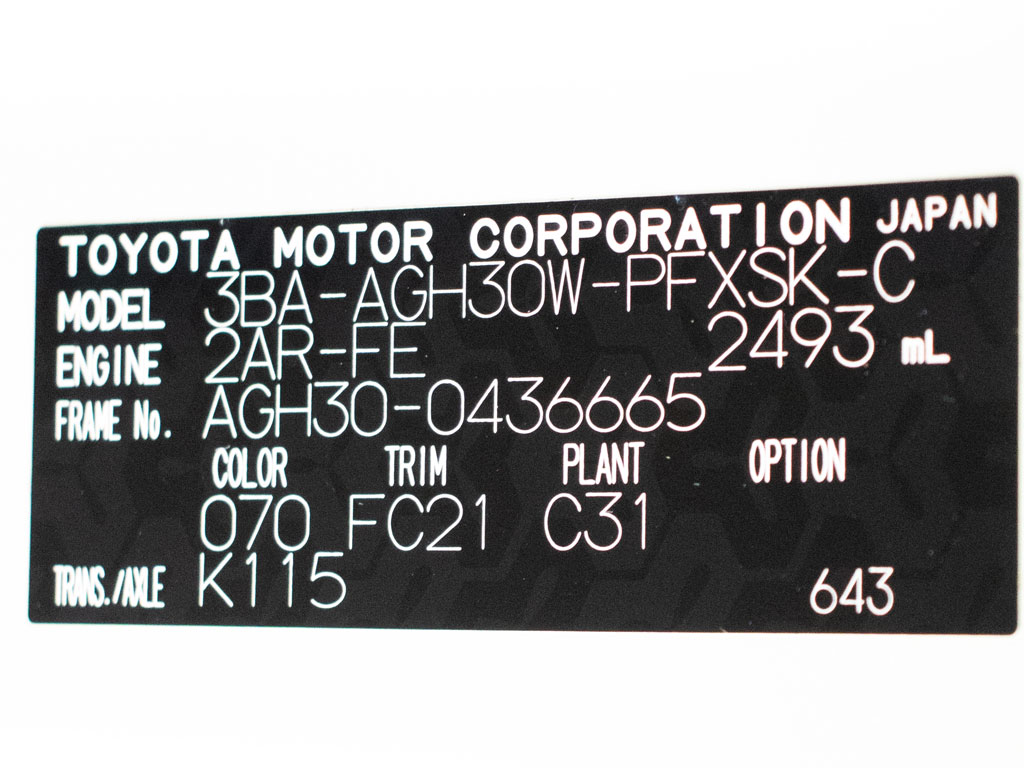 TOYOTA MOTOR CORPORATION JAPAN
MODEL 3BA-AGH30W-PFXSK-C
ENGINE 2AR-FE 2493 mL
FRAME No. AGH30-0436665
COLOR TRIM PLANT OPTION
070 FC21 C31
TRANS./AXLE K115 643